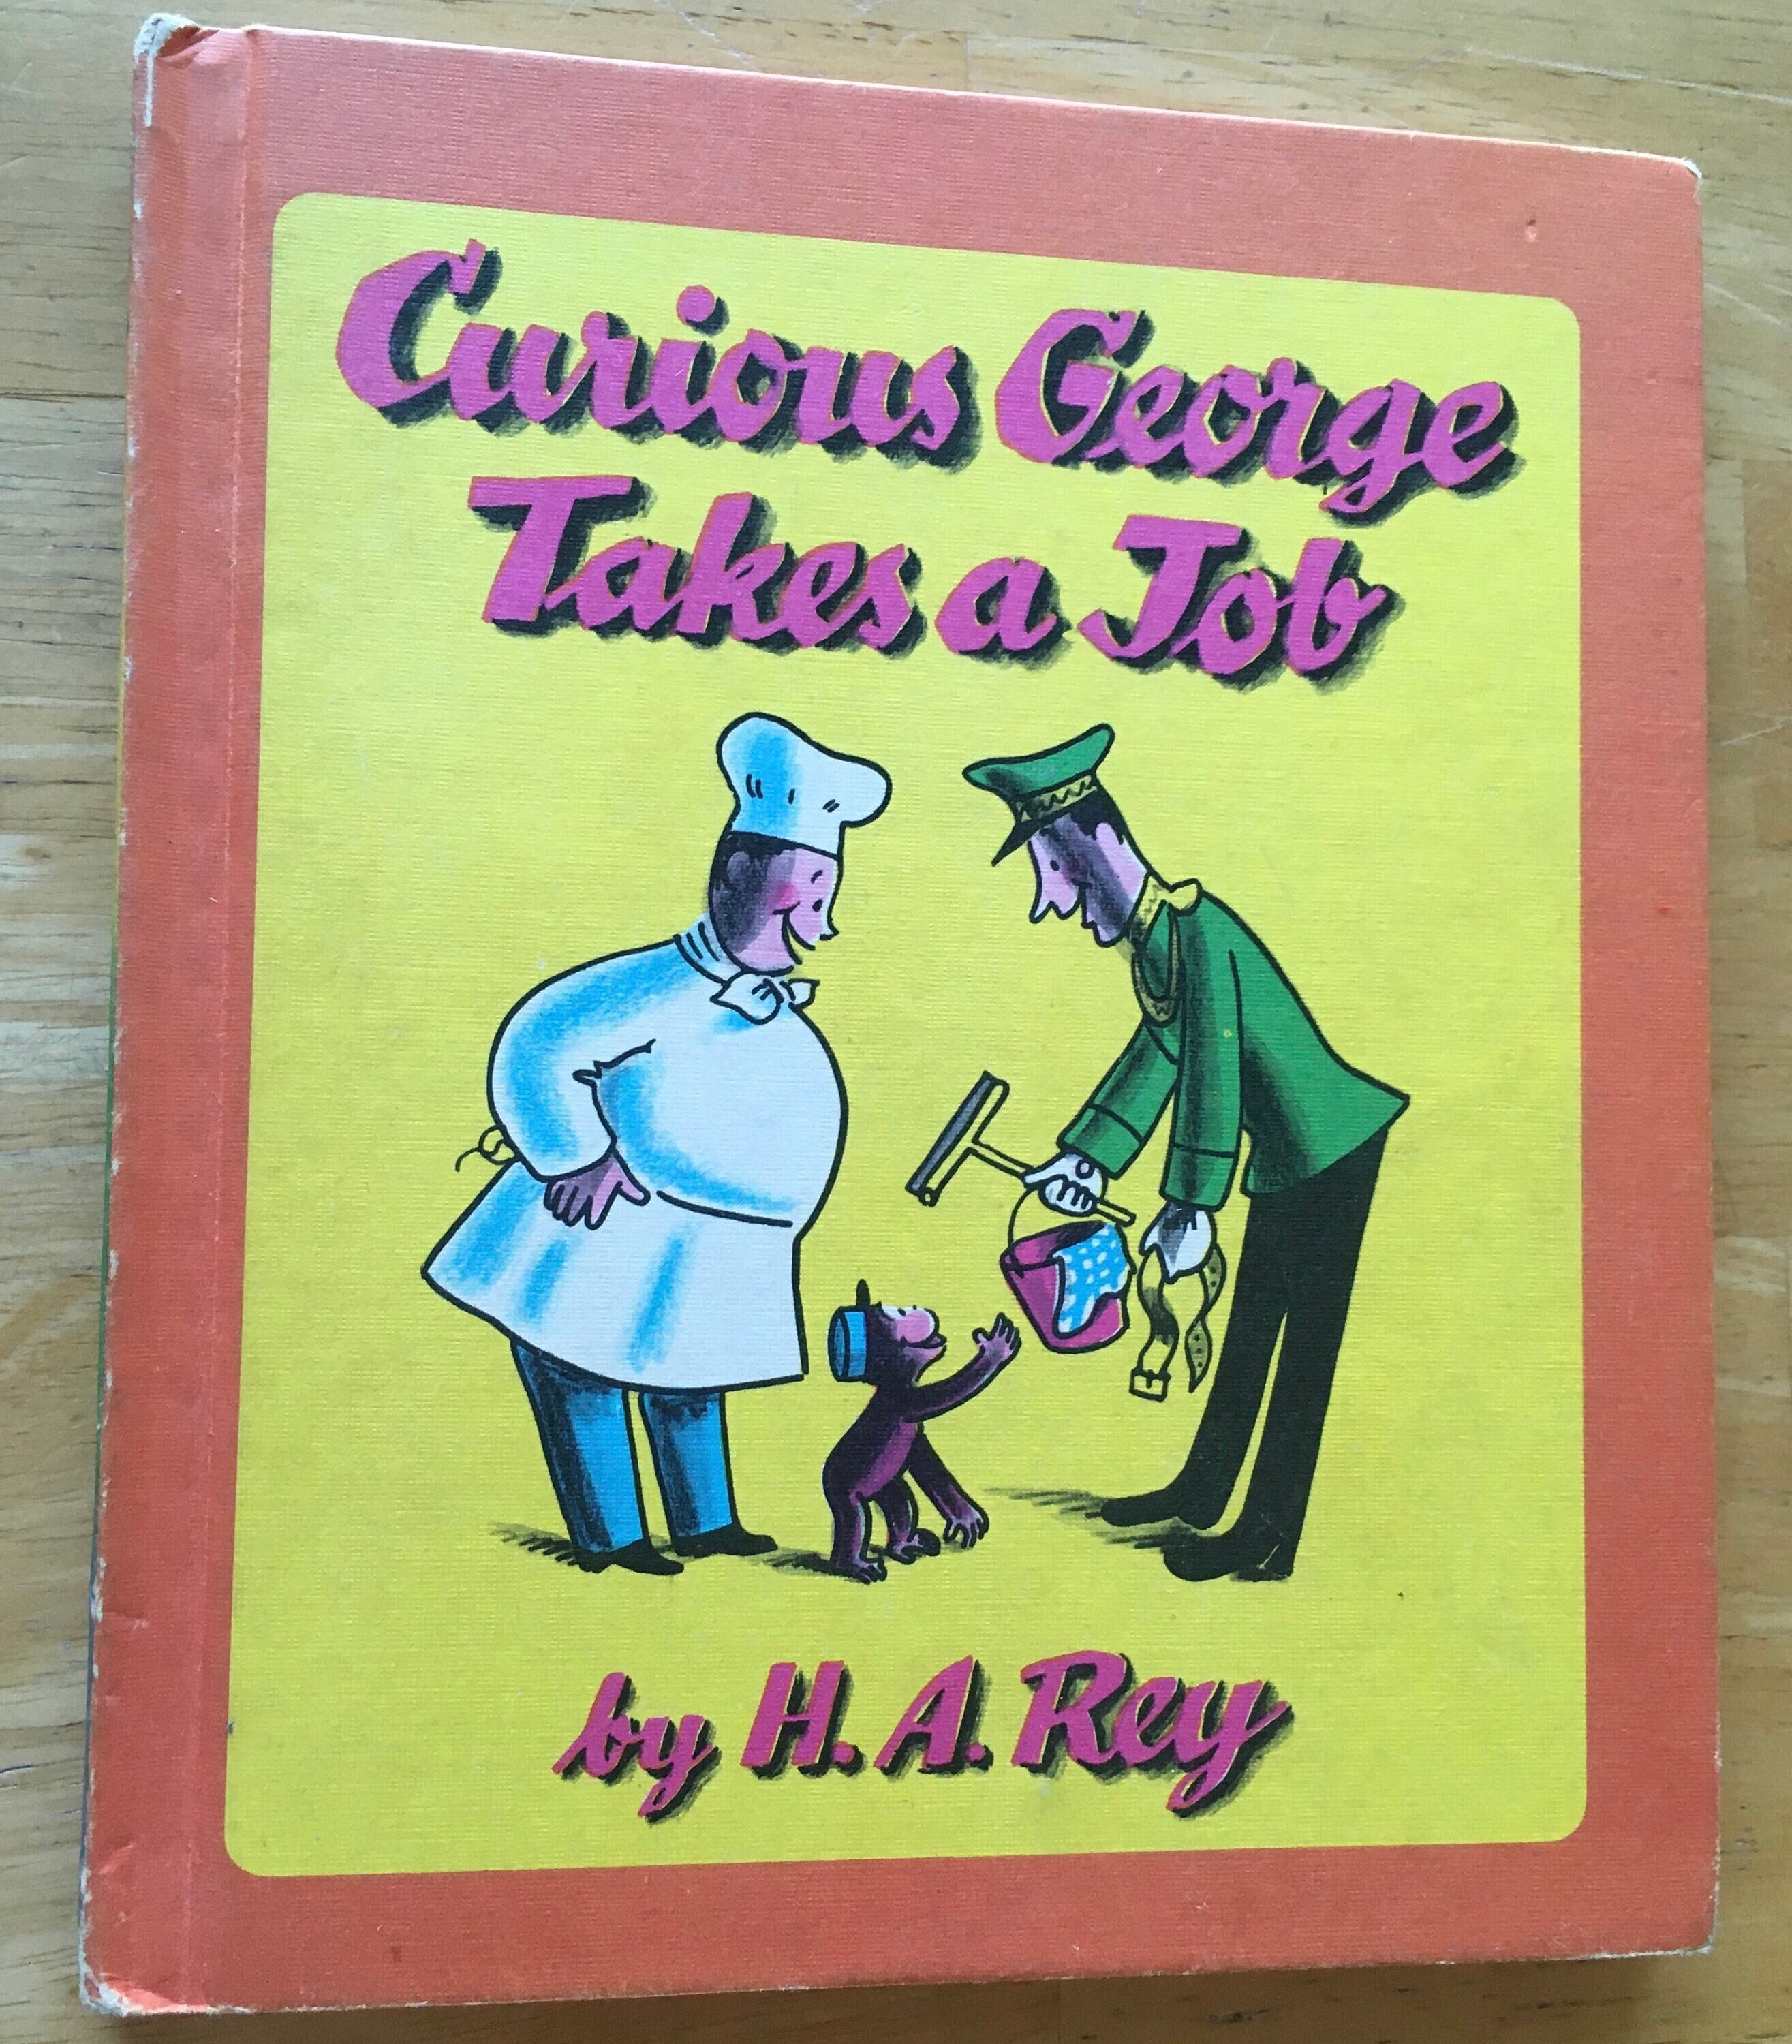 Curious George
Takes a Job
by H. A. Rey